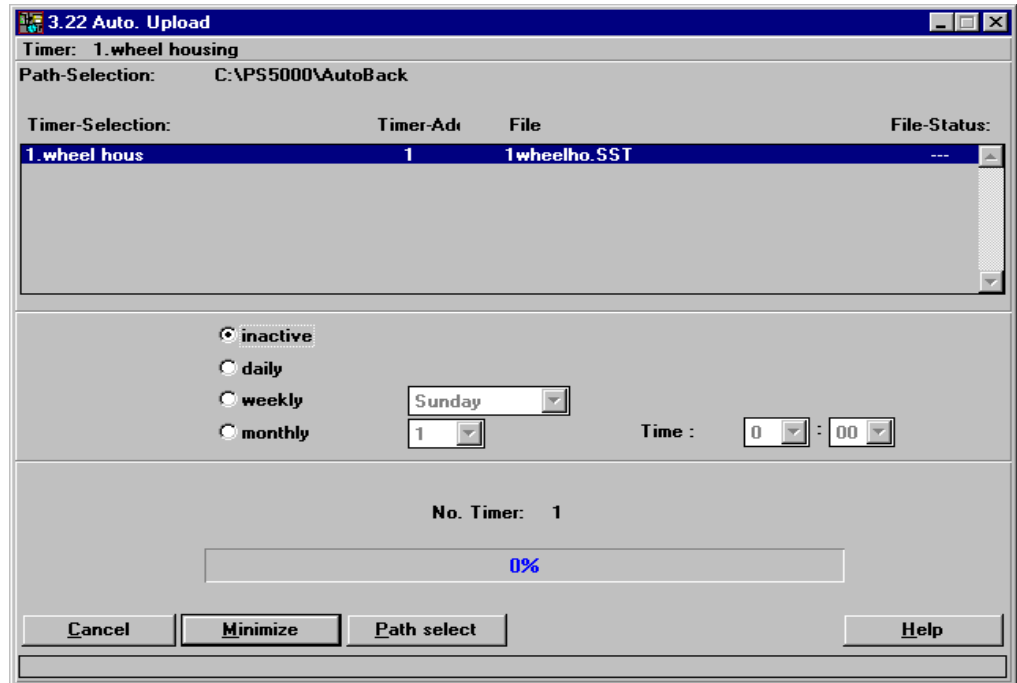 3.22 Auto. Upload
Timer: 1.wheel housing
Path-Selection: C:\PS5000\AutoBack
Timer-Selection: Timer-Add File File-Status:
1.wheel hous 1 1wheelho.SST ---
inactive
daily
weekly Sunday
monthly 1 Time : 0 : 00
No. Timer: 1
0%
Cancel Minimize Path select Help